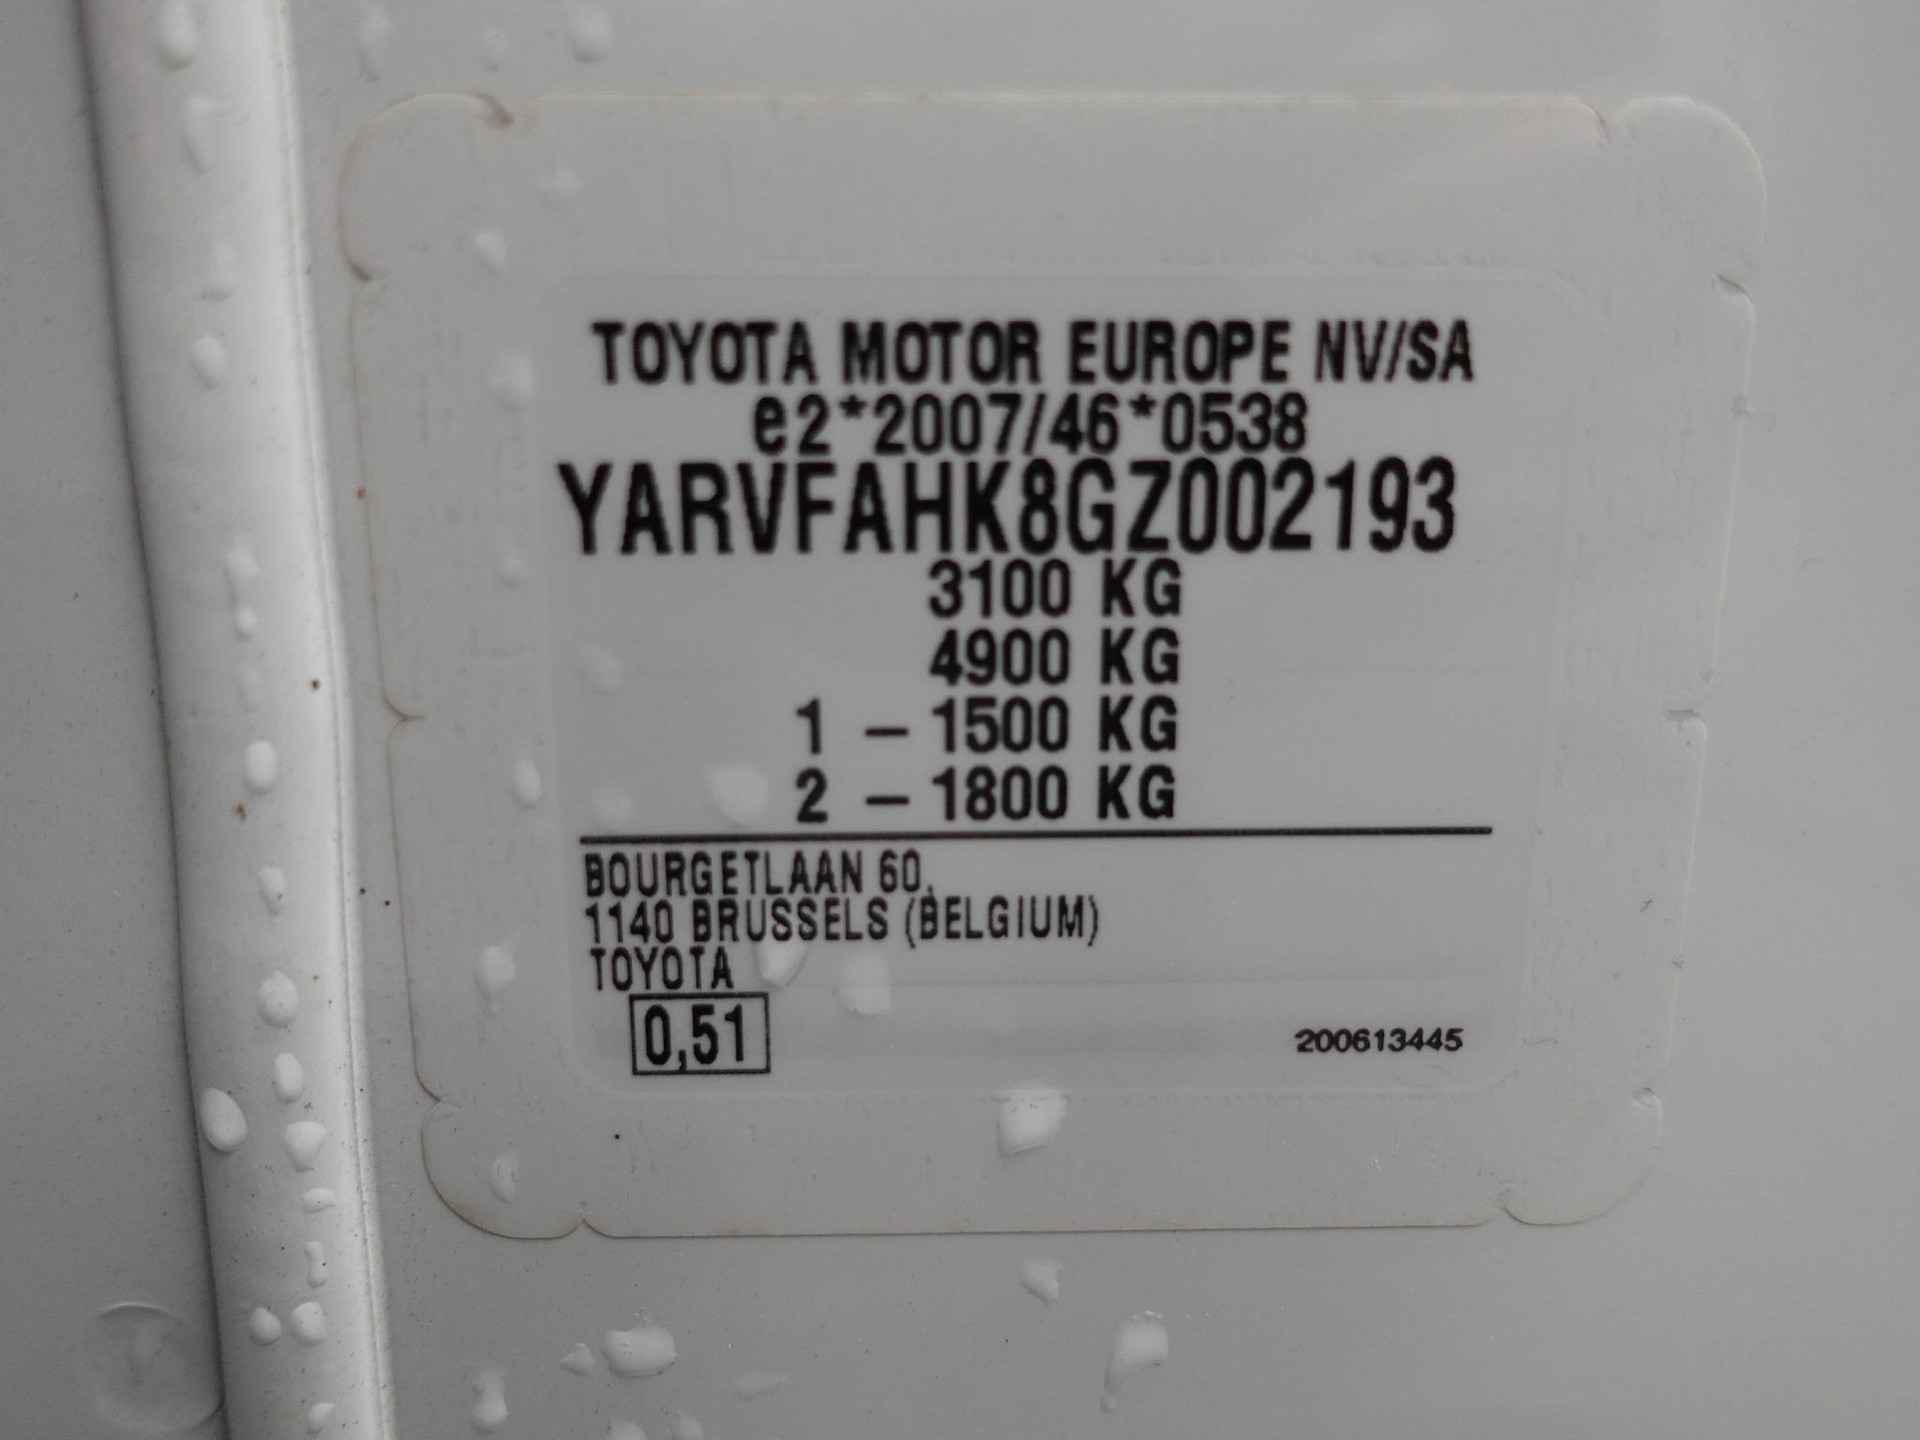 TOYOTA MOTOR EUROPE NV/SA
e2*2007/46*0538
YARVFAHK8GZ002193
3100 KG
4900 KG
1 – 1500 KG
2 – 1800 KG
BOURGETLAAN 60,
1140 BRUSSELS (BELGIUM)
TOYOTA
0,51
200613445